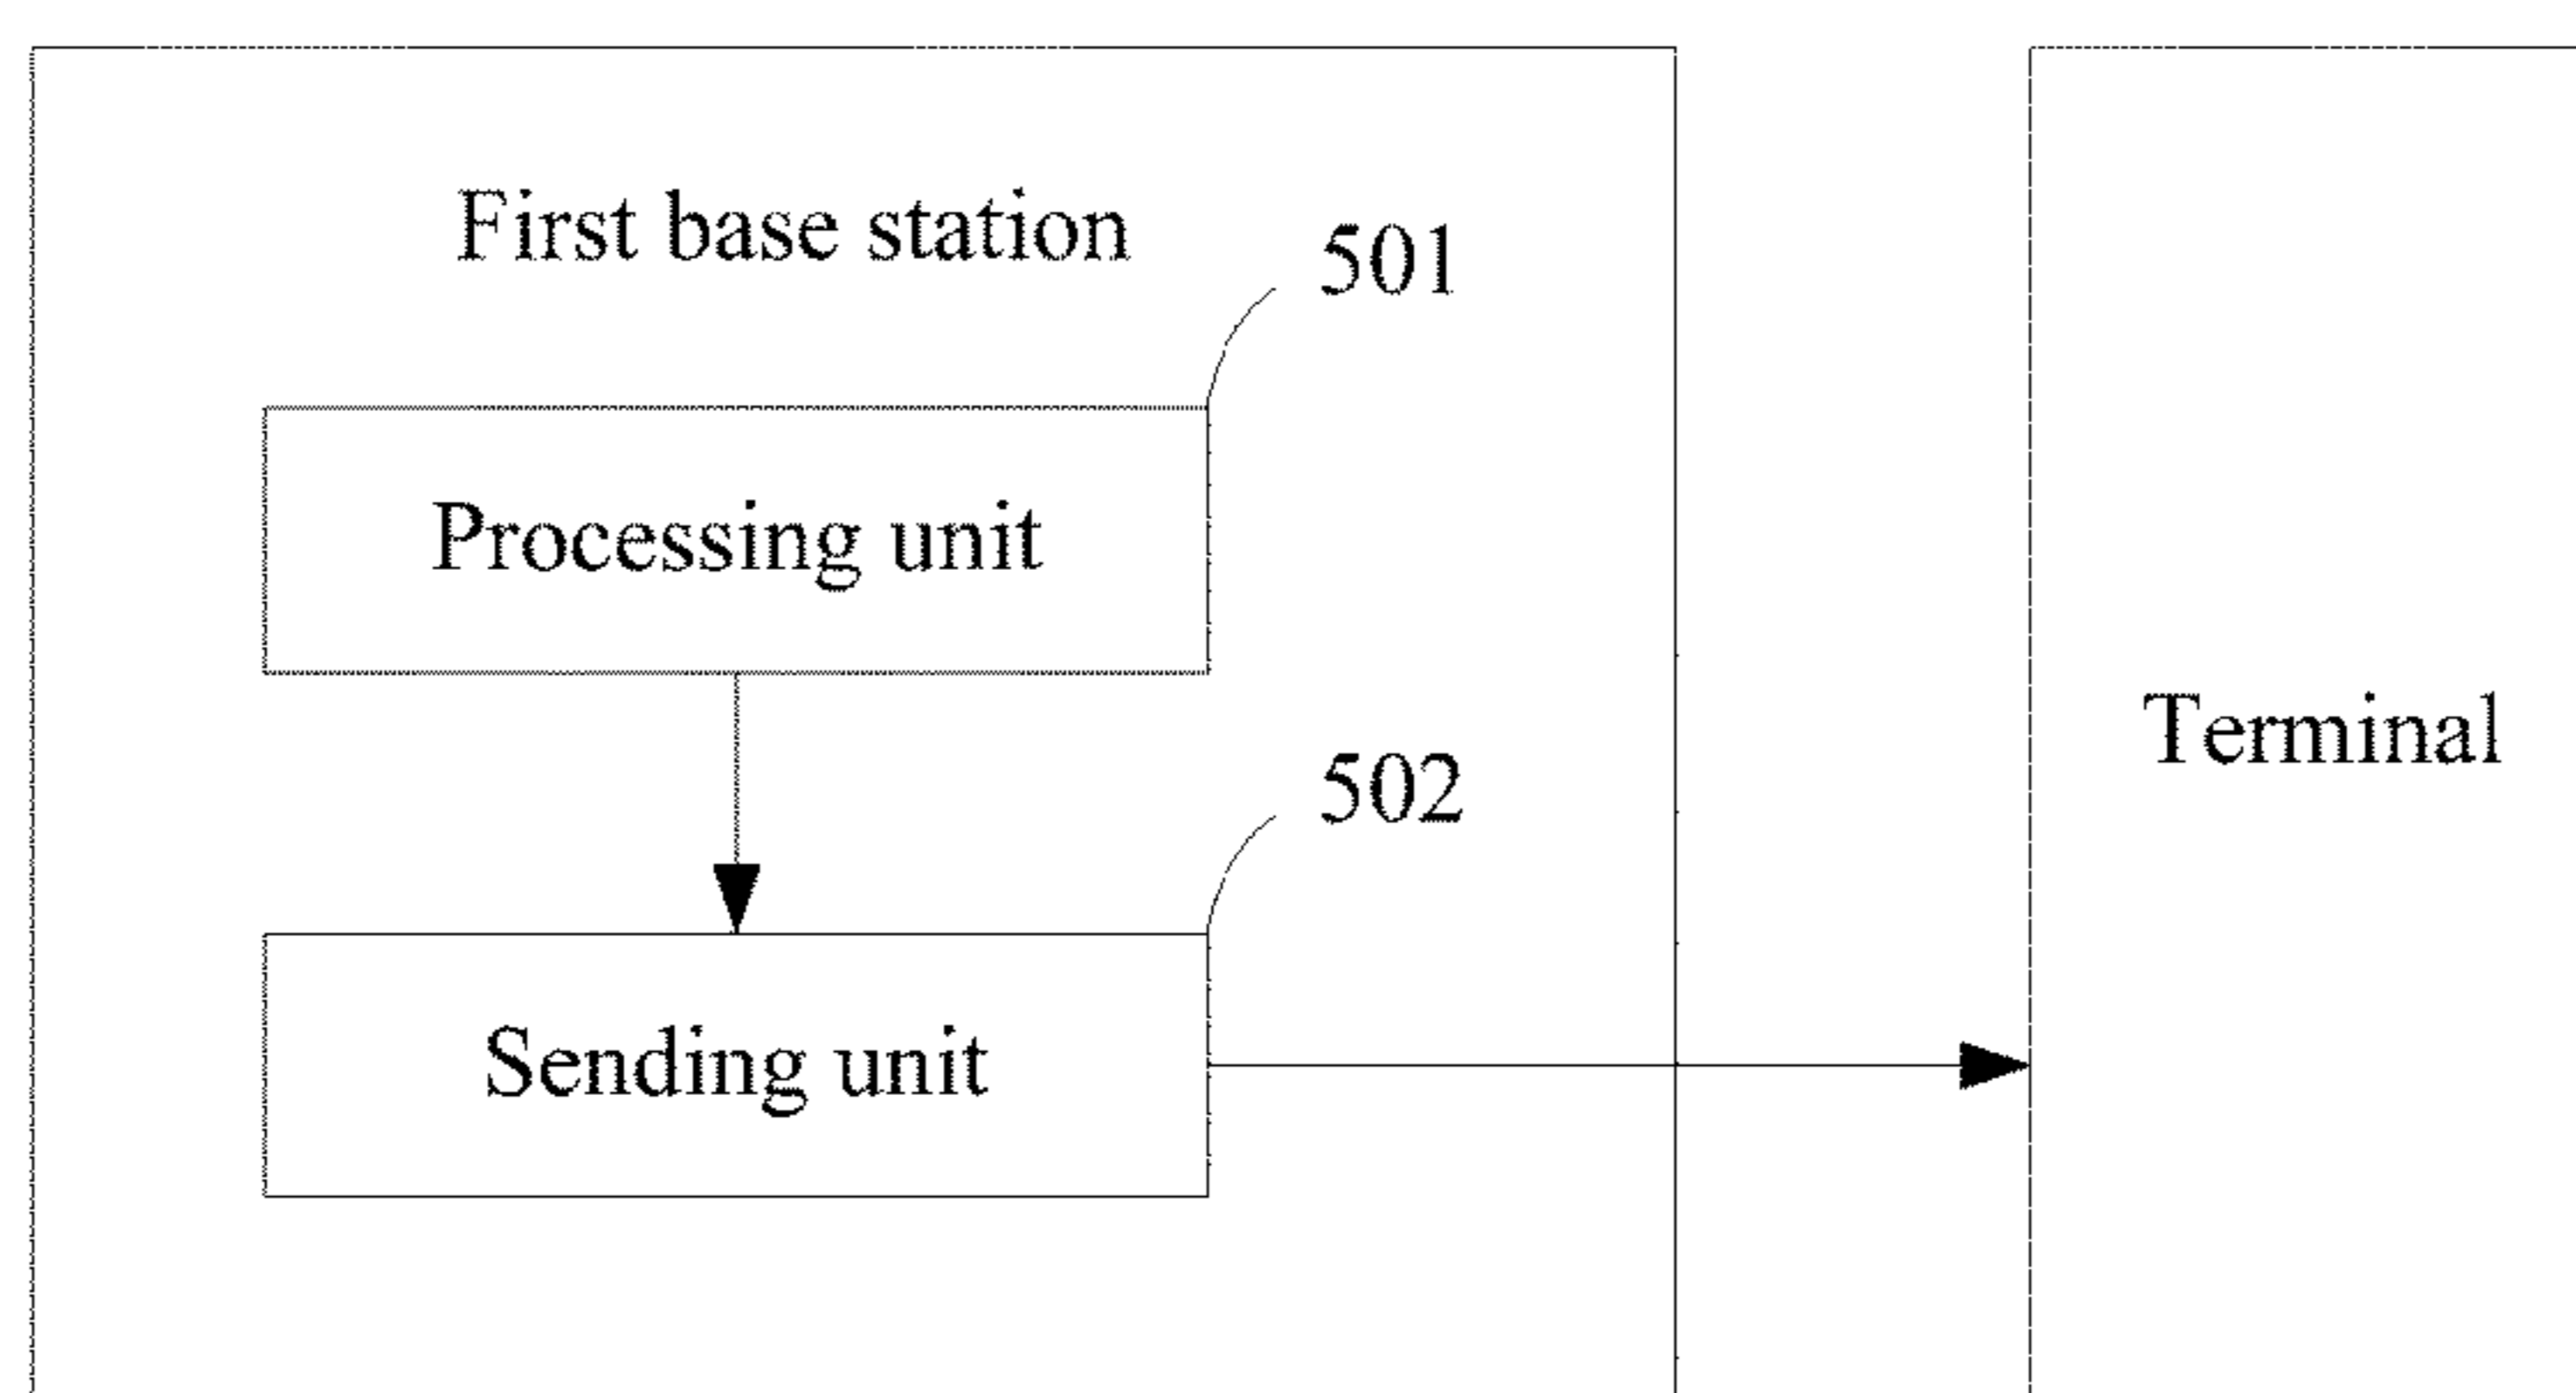 First base station
501
Processing unit
Terminal
502
Sending unit